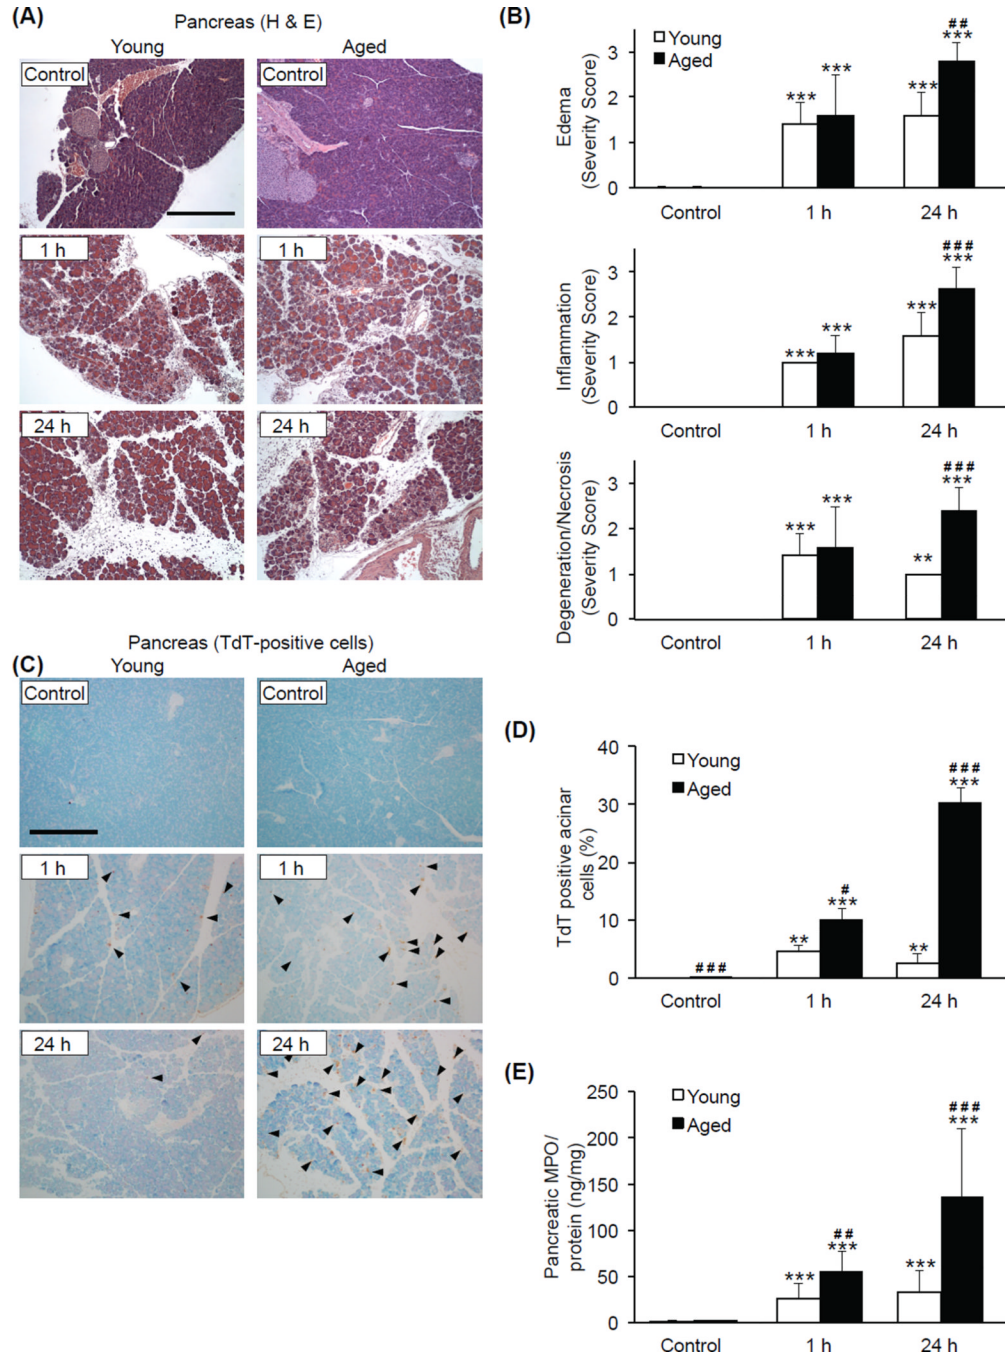 (A)
Pancreas (H & E)
Young Aged
Control Control
1 h 1 h
24 h 24 h
(B)
Edema
(Severity Score)
Young
Aged
3
2
1
0
*** *** *** ##
***
Control 1 h 24 h
Inflammation
(Severity Score)
3
2
1
0
*** *** *** ###
***
Control 1 h 24 h
Degeneration/Necrosis
(Severity Score)
3
2
1
0
*** *** ** ###
***
Control 1 h 24 h
(C)
Pancreas (TdT-positive cells)
Young Aged
Control Control
1 h 1 h
24 h 24 h
(D)
TdT positive acinar
cells (%)
Young
Aged
40
30
20
10
0
### ** #
*** ** ###
***
Control 1 h 24 h
(E)
Pancreatic MPO/
protein (ng/mg)
Young
Aged
250
200
150
100
50
0
*** ##
*** *** ###
***
Control 1 h 24 h